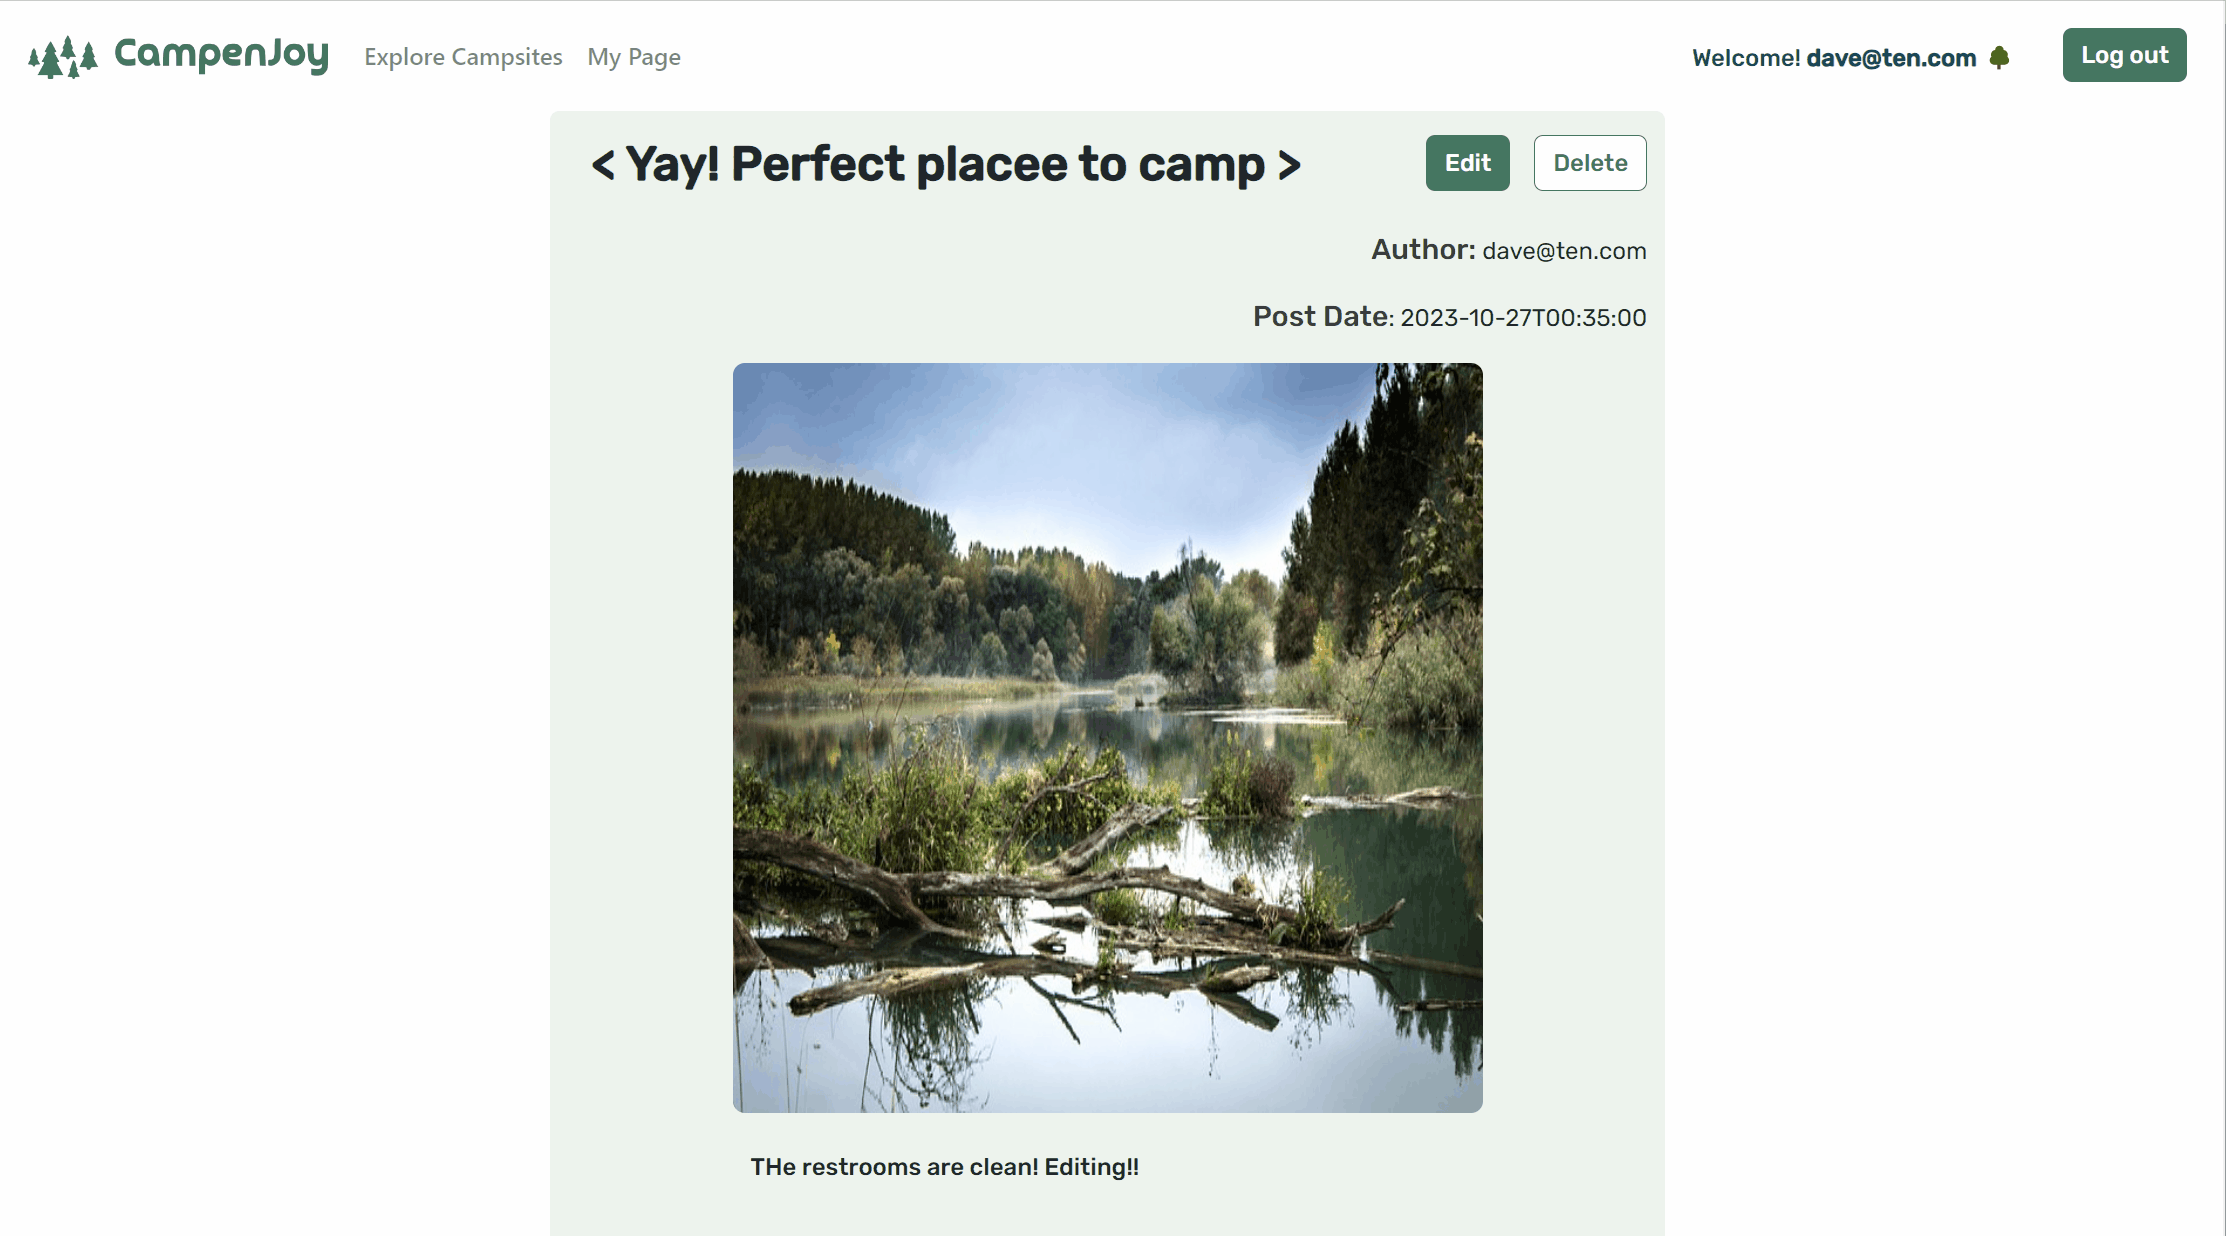 CampenJoy Explore Campsites My Page Welcome! dave@ten.com Log out
< Yay! Perfect placee to camp > Edit Delete
Author: dave@ten.com
Post Date: 2023-10-27T00:35:00
THe restrooms are clean! Editing!!